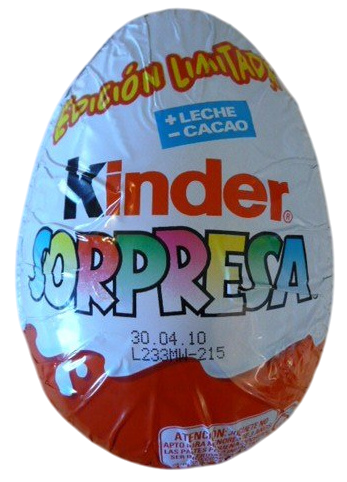 EDICIÓN LIMITADA
+ LECHE
- CACAO
Kinder®
SORPRESA
30.04.10
L233MW-215
ATENCIÓN: